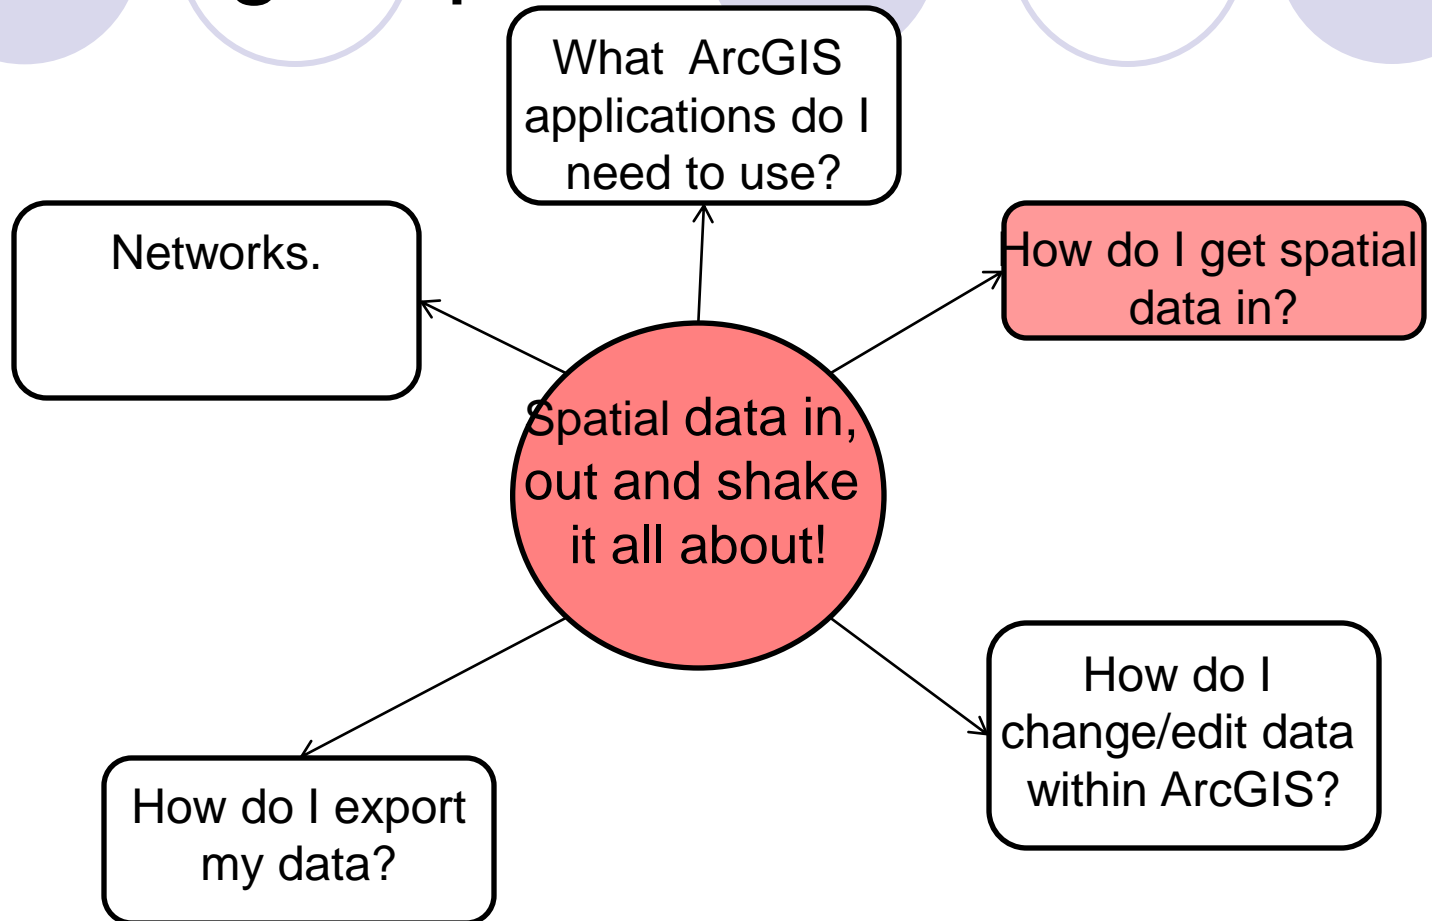 What ArcGIS
applications do I
need to use?
Networks.
How do I get spatial
data in?
Spatial data in,
out and shake
it all about!
How do I
change/edit data
within ArcGIS?
How do I export
my data?